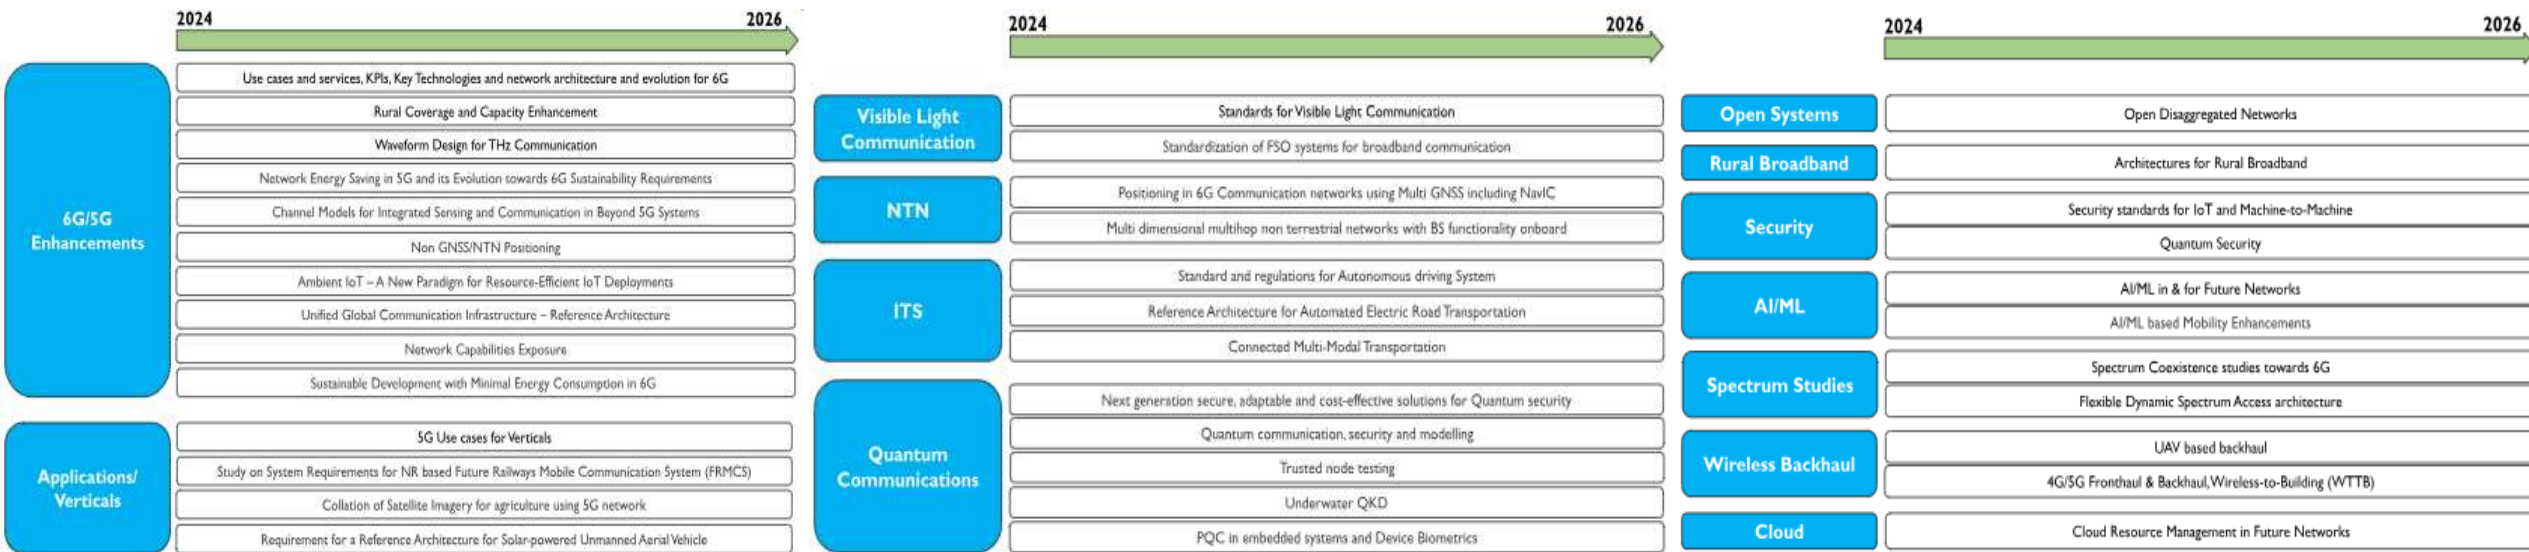 2024 2026
6G/5G
Enhancements
Use cases and services, KPIs, Key Technologies and network architecture and evolution for 6G
Rural Coverage and Capacity Enhancement
Waveform Design for THz Communication
Network Energy Saving in 5G and its Evolution towards 6G Sustainability Requirements
Channel Models for Integrated Sensing and Communication in Beyond 5G Systems
Non GNSS/NTN Positioning
Ambient IoT – A New Paradigm for Resource-Efficient IoT Deployments
Unified Global Communication Infrastructure – Reference Architecture
Network Capabilities Exposure
Sustainable Development with Minimal Energy Consumption in 6G
Applications/
Verticals
5G Use cases for Verticals
Study on System Requirements for NR based Future Railways Mobile Communication System (FRMCS)
Collation of Satellite Imagery for agriculture using 5G network
Requirement for a Reference Architecture for Solar-powered Unmanned Aerial Vehicle
2024 2026
Visible Light
Communication
Standards for Visible Light Communication
Standardization of FSO systems for broadband communication
NTN
Positioning in 6G Communication networks using Multi GNSS including NavIC
Multi dimensional multihop non terrestrial networks with BS functionality onboard
ITS
Standard and regulations for Autonomous driving System
Reference Architecture for Automated Electric Road Transportation
Connected Multi-Modal Transportation
Quantum
Communications
Next generation secure, adaptable and cost-effective solutions for Quantum security
Quantum communication, security and modelling
Trusted node testing
Underwater QKD
PQC in embedded systems and Device Biometrics
2024 2026
Open Systems
Open Disaggregated Networks
Rural Broadband
Architectures for Rural Broadband
Security
Security standards for IoT and Machine-to-Machine
Quantum Security
AI/ML
AI/ML in & for Future Networks
AI/ML based Mobility Enhancements
Spectrum Studies
Spectrum Coexistence studies towards 6G
Flexible Dynamic Spectrum Access architecture
Wireless Backhaul
UAV based backhaul
4G/5G Fronthaul & Backhaul, Wireless-to-Building (WTTB)
Cloud
Cloud Resource Management in Future Networks